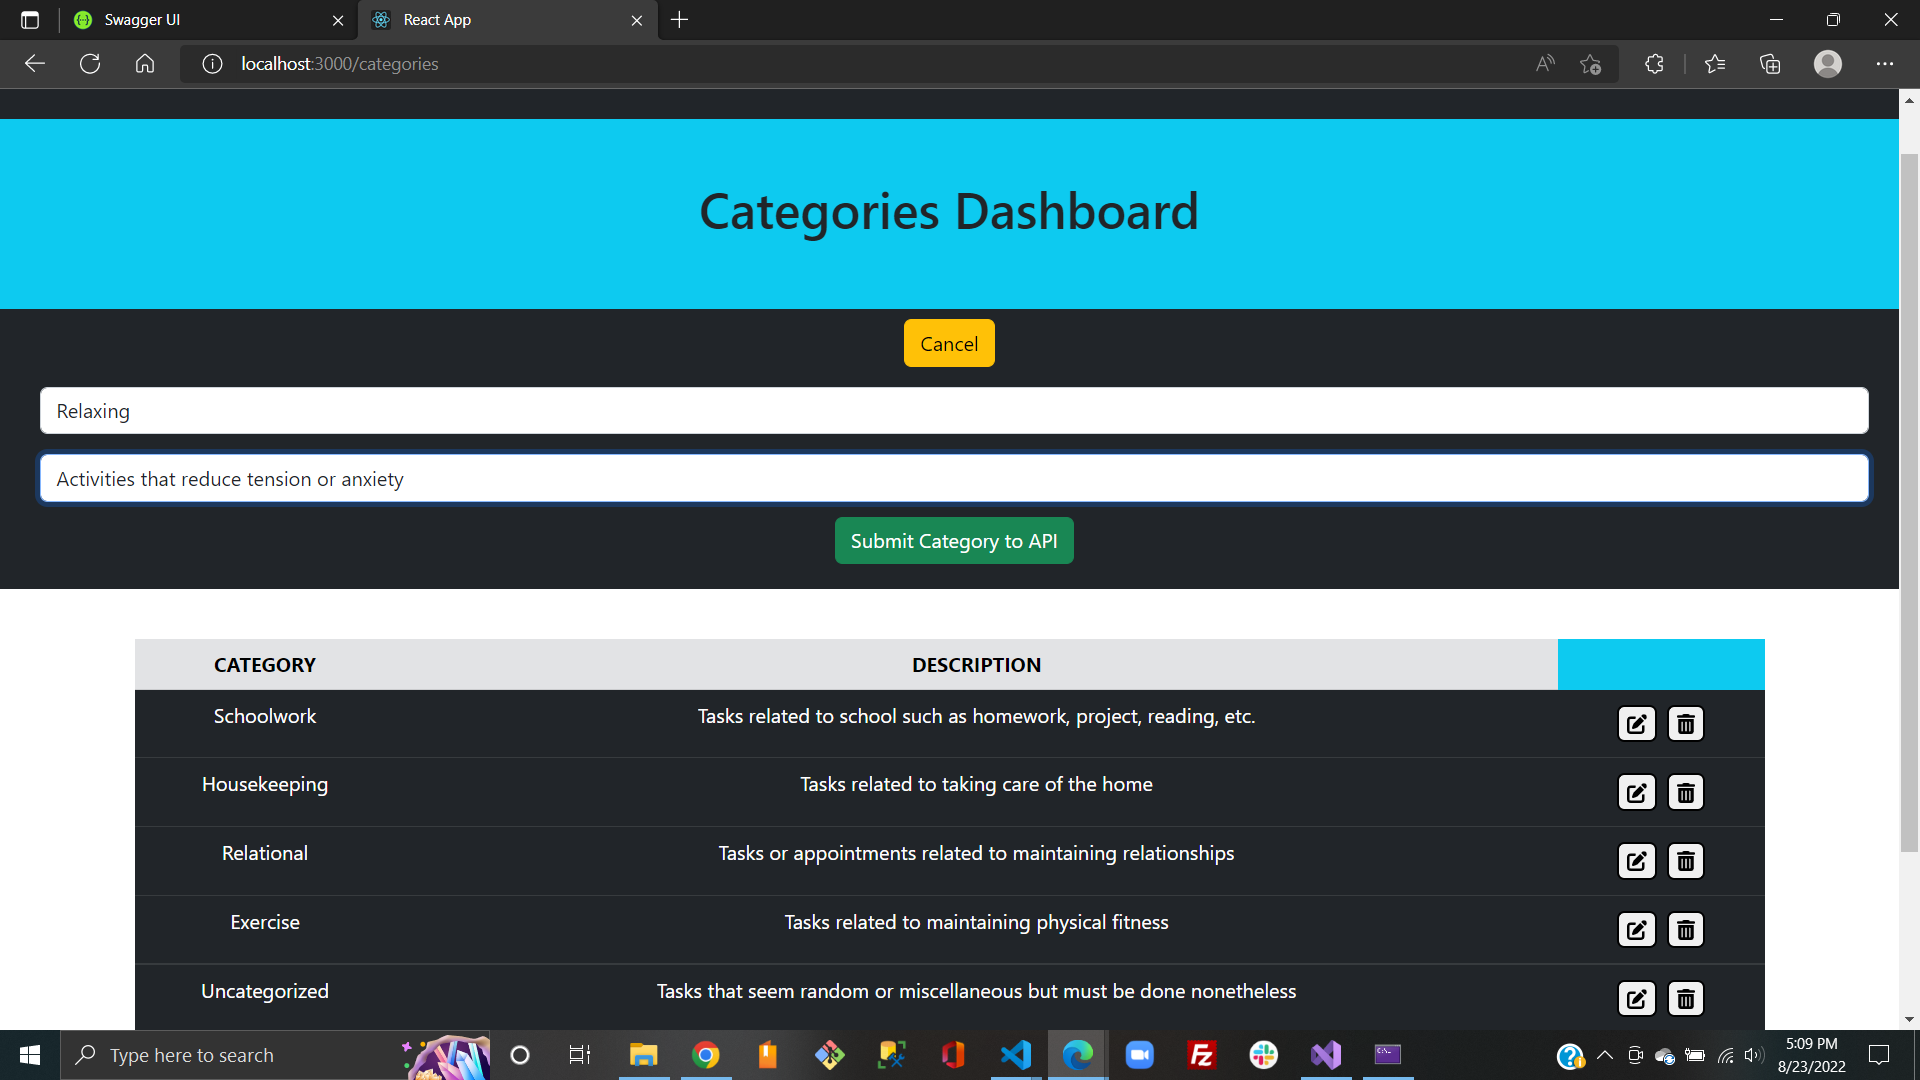 Swagger UI
React App
localhost:3000/categories
Categories Dashboard
Cancel
Relaxing
Activities that reduce tension or anxiety
Submit Category to API
CATEGORY DESCRIPTION
Schoolwork Tasks related to school such as homework, project, reading, etc.
Housekeeping Tasks related to taking care of the home
Relational Tasks or appointments related to maintaining relationships
Exercise Tasks related to maintaining physical fitness
Uncategorized Tasks that seem random or miscellaneous but must be done nonetheless
Type here to search
5:09 PM
8/23/2022